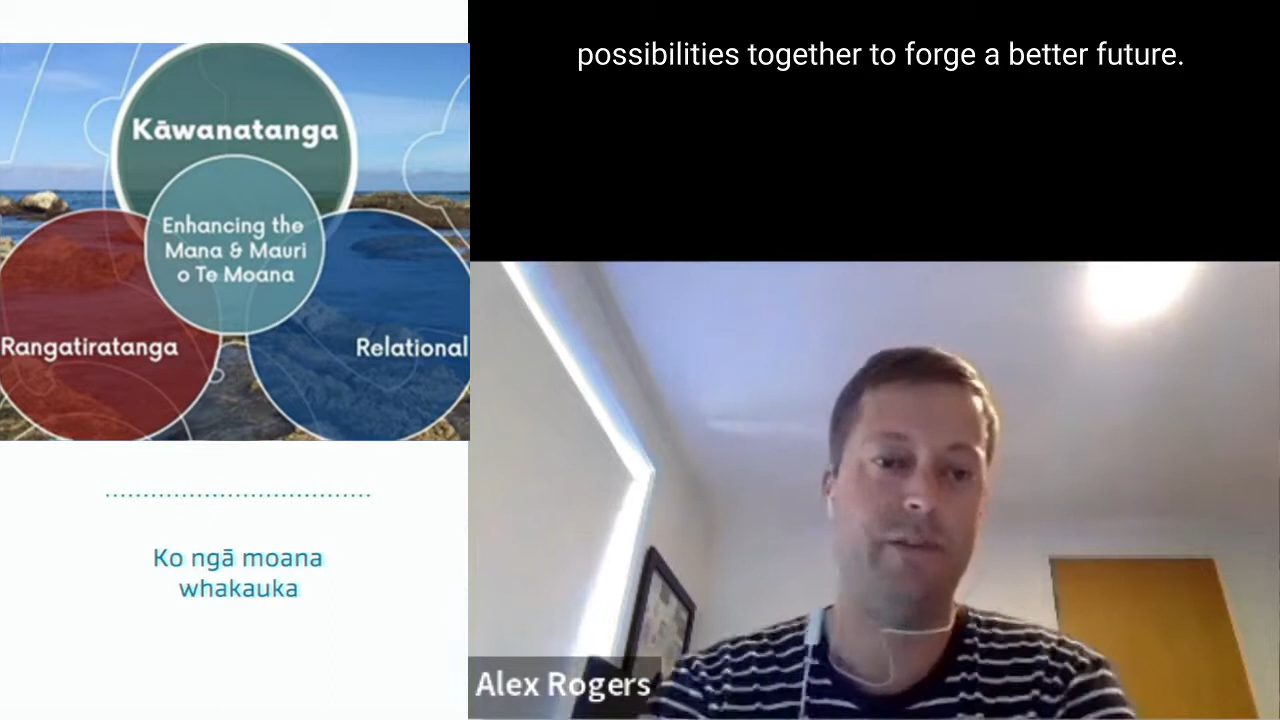 possibilities together to forge a better future.
Kāwanatanga
Enhancing the
Mana & Mauri
o Te Moana
Rangatiratanga
Relational
Ko ngā moana
whakauka
Alex Rogers